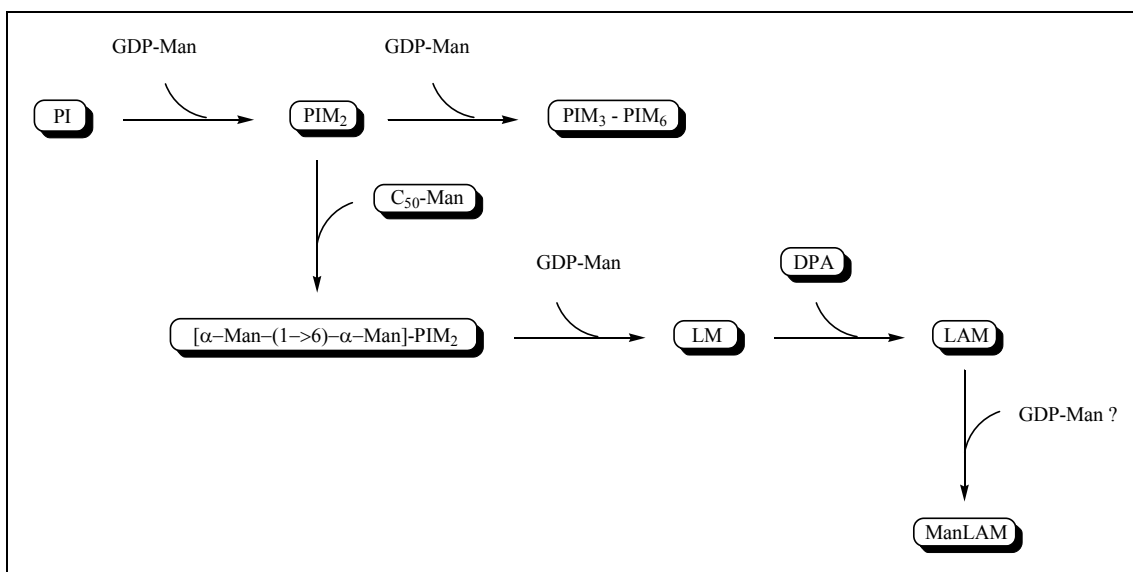 GDP-Man
GDP-Man
PI
PIM₂
PIM₃ - PIM₆
C₅₀-Man
GDP-Man
DPA
[α–Man–(1–>6)–α–Man]-PIM₂
LM
LAM
GDP-Man ?
ManLAM